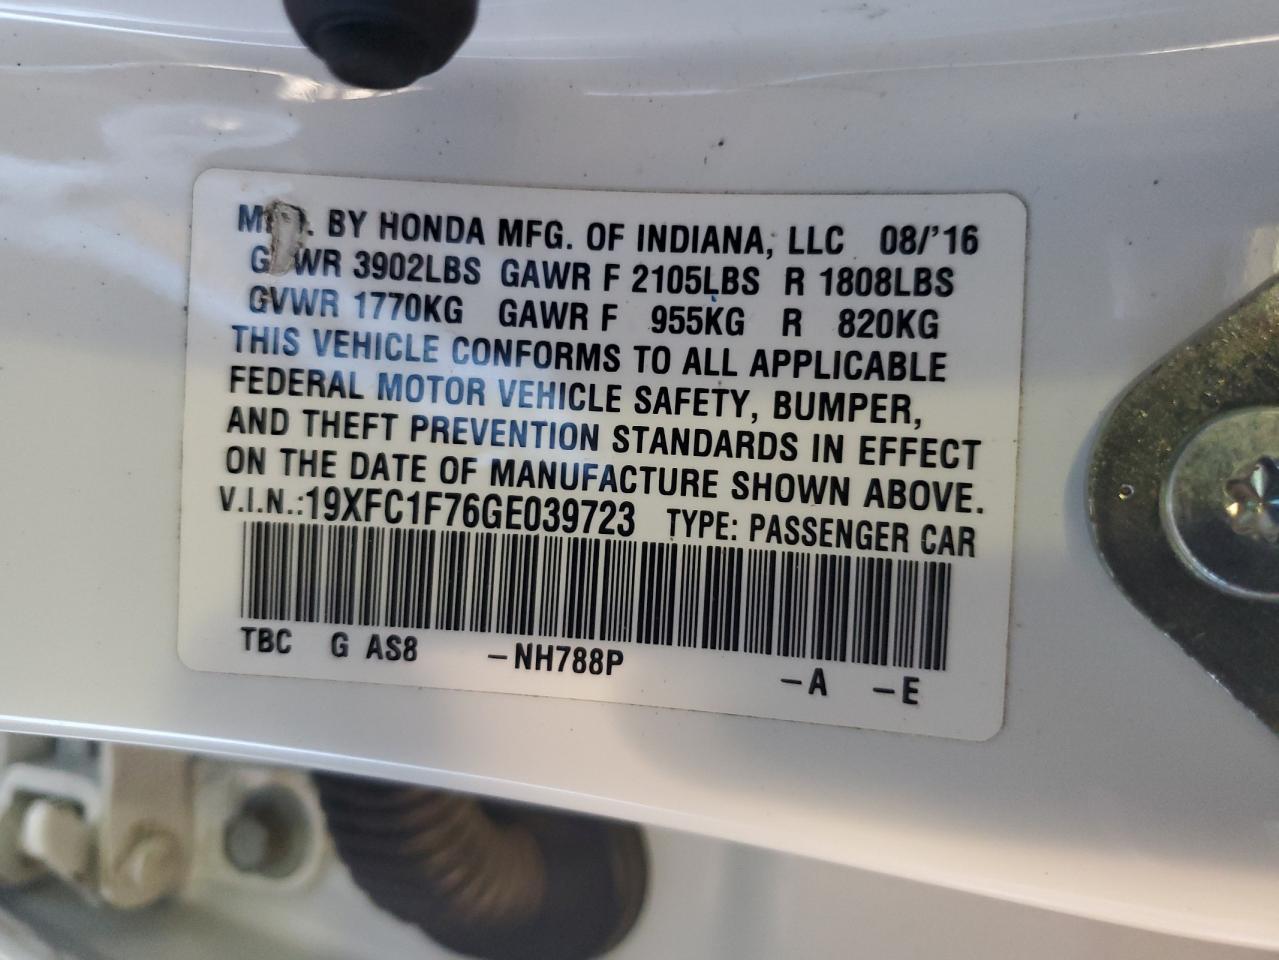 MFD. BY HONDA MFG. OF INDIANA, LLC 08/'16
GVWR 3902LBS GAWR F 2105LBS R 1808LBS
GVWR 1770KG GAWR F 955KG R 820KG
THIS VEHICLE CONFORMS TO ALL APPLICABLE
FEDERAL MOTOR VEHICLE SAFETY, BUMPER,
AND THEFT PREVENTION STANDARDS IN EFFECT
ON THE DATE OF MANUFACTURE SHOWN ABOVE.
V.I.N.:19XFC1F76GE039723 TYPE: PASSENGER CAR
TBC G AS8 -NH788P -A -E